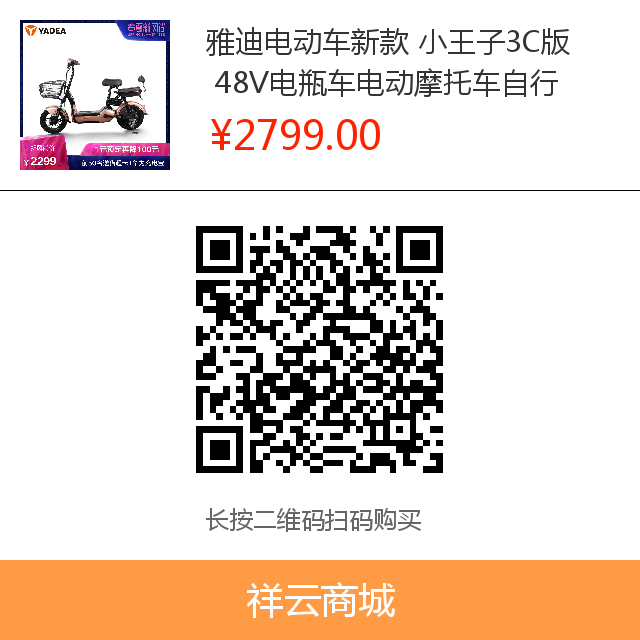 YADEA
雅迪电动车新款 小王子3C版
48V电瓶车电动摩托车自行
¥2799.00
¥2299
长按二维码扫码购买
祥云商城